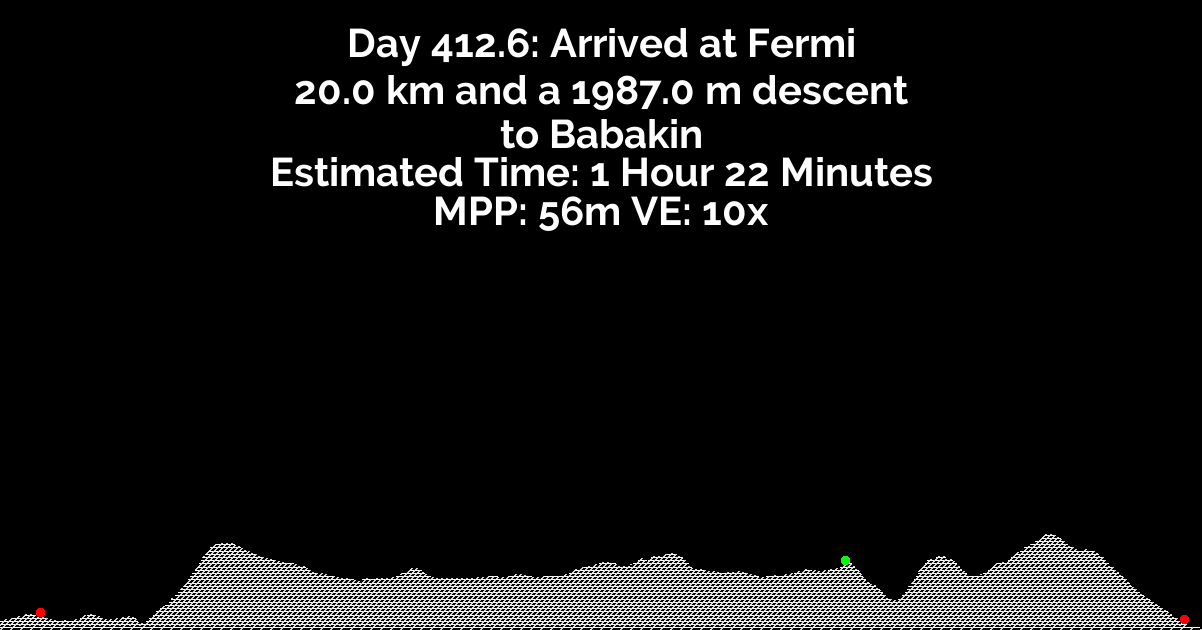 Day 412.6: Arrived at Fermi
20.0 km and a 1987.0 m descent
to Babakin
Estimated Time: 1 Hour 22 Minutes
MPP: 56m VE: 10x